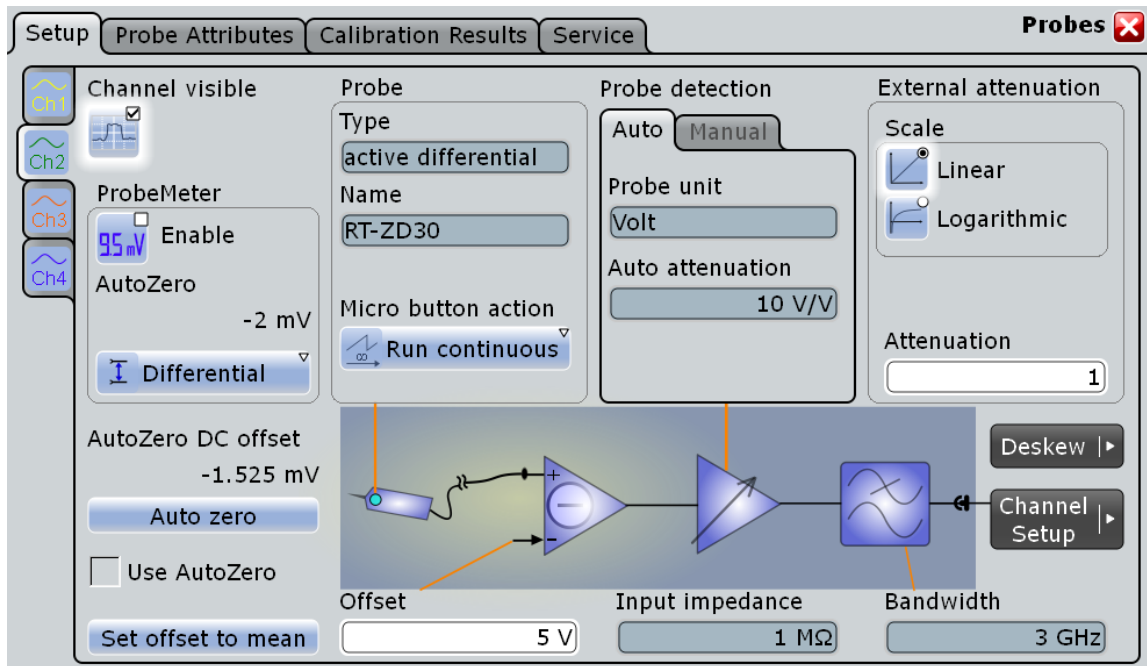 Setup Probe Attributes Calibration Results Service Probes
Ch1
Ch2
Ch3
Ch4
Channel visible
ProbeMeter
9.5 mV Enable
AutoZero
-2 mV
Differential
AutoZero DC offset
-1.525 mV
Auto zero
Use AutoZero
Set offset to mean
Probe
Type
active differential
Name
RT-ZD30
Micro button action
∞ Run continuous
Probe detection
Auto Manual
Probe unit
Volt
Auto attenuation
10 V/V
External attenuation
Scale
Linear
Logarithmic
Attenuation
1
+
-
Deskew
Channel
Setup
Offset
5 V
Input impedance
1 MΩ
Bandwidth
3 GHz